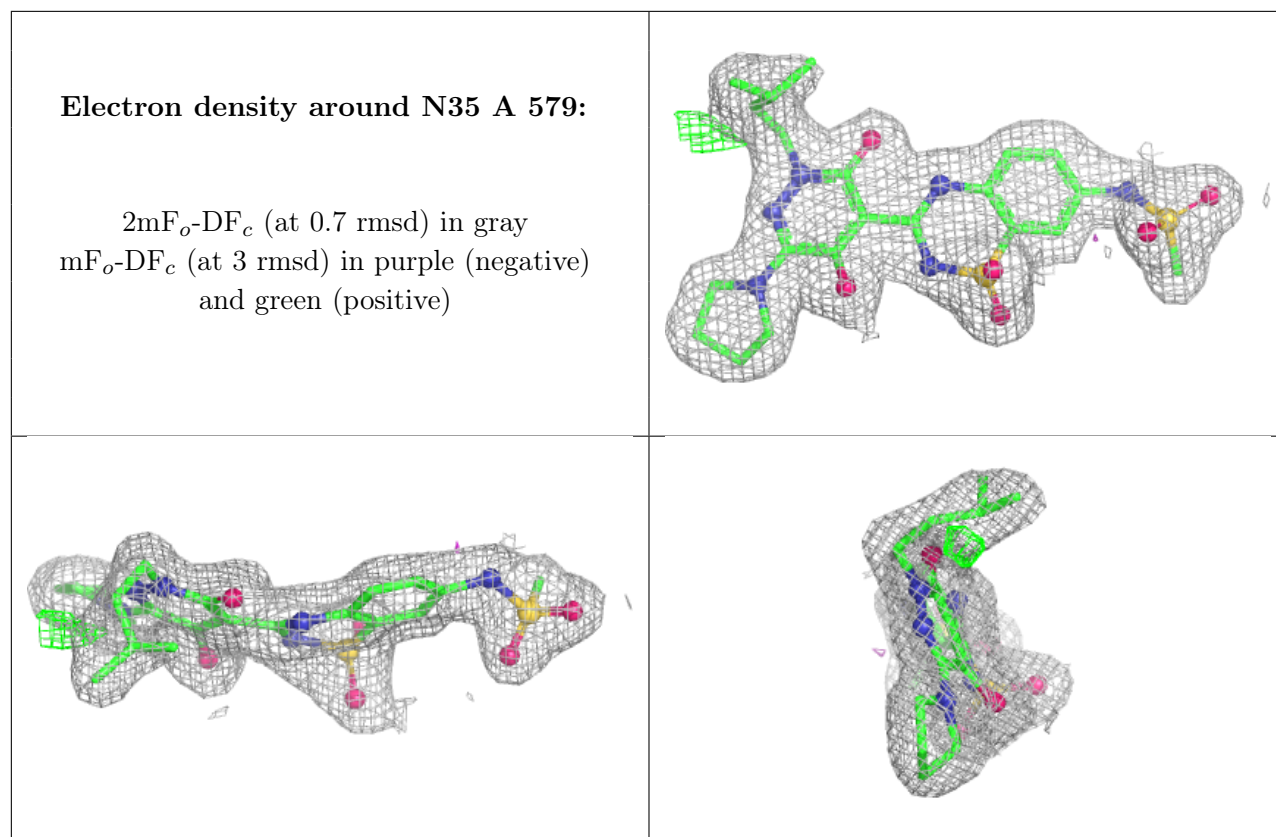 Electron density around N35 A 579:
2mFo-DFc (at 0.7 rmsd) in gray
mFo-DFc (at 3 rmsd) in purple (negative)
and green (positive)